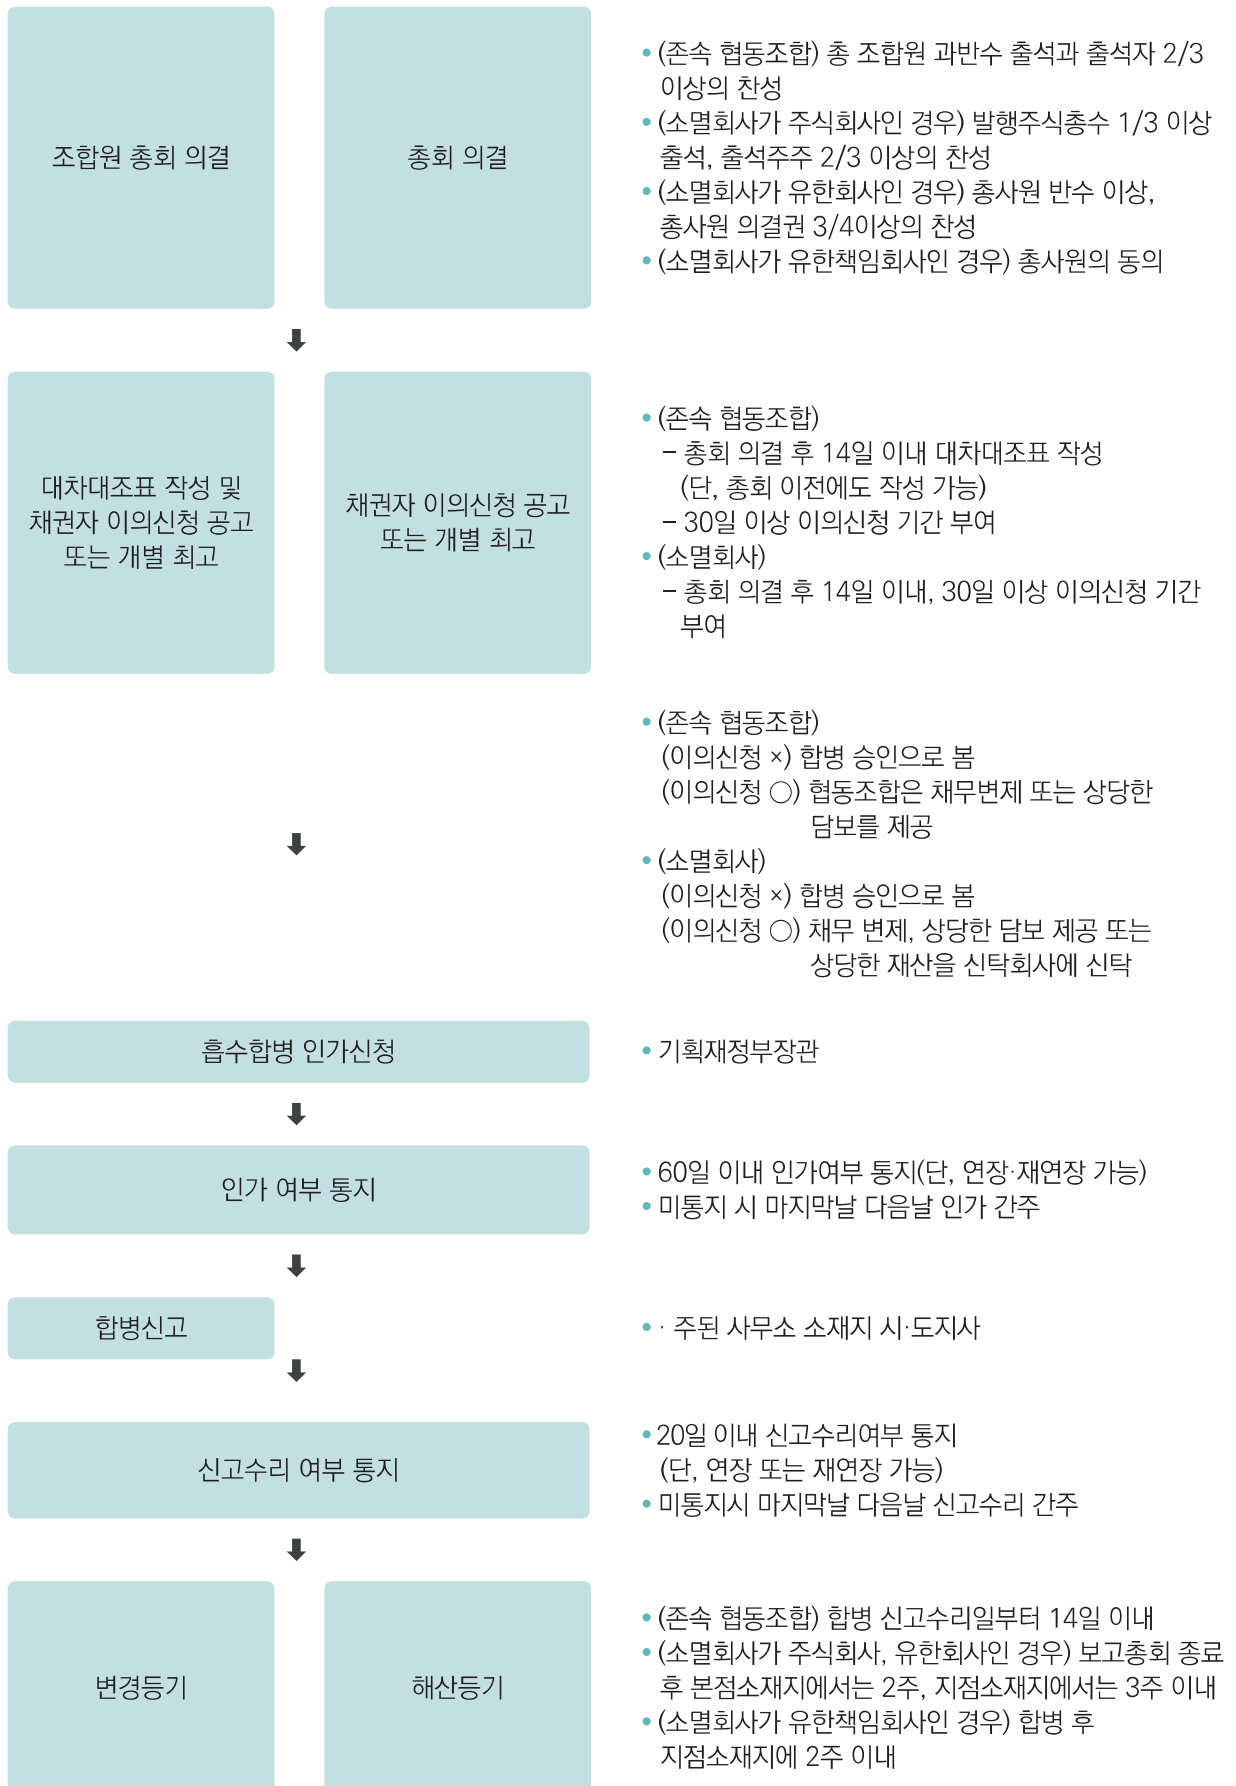 조합원 총회 의결
총회 의결
• (존속 협동조합) 총 조합원 과반수 출석과 출석자 2/3
이상의 찬성
• (소멸회사가 주식회사인 경우) 발행주식총수 1/3 이상
출석, 출석주주 2/3 이상의 찬성
• (소멸회사가 유한회사인 경우) 총사원 반수 이상,
총사원 의결권 3/4이상의 찬성
• (소멸회사가 유한책임회사인 경우) 총사원의 동의
대차대조표 작성 및
채권자 이의신청 공고
또는 개별 최고
채권자 이의신청 공고
또는 개별 최고
• (존속 협동조합)
– 총회 의결 후 14일 이내 대차대조표 작성
(단, 총회 이전에도 작성 가능)
– 30일 이상 이의신청 기간 부여
• (소멸회사)
– 총회 의결 후 14일 이내, 30일 이상 이의신청 기간
부여
• (존속 협동조합)
(이의신청 ×) 합병 승인으로 봄
(이의신청 ○) 협동조합은 채무변제 또는 상당한
담보를 제공
• (소멸회사)
(이의신청 ×) 합병 승인으로 봄
(이의신청 ○) 채무 변제, 상당한 담보 제공 또는
상당한 재산을 신탁회사에 신탁
흡수합병 인가신청
• 기획재정부장관
인가 여부 통지
• 60일 이내 인가여부 통지(단, 연장·재연장 가능)
• 미통지 시 마지막날 다음날 인가 간주
합병신고
• · 주된 사무소 소재지 시·도지사
신고수리 여부 통지
• 20일 이내 신고수리여부 통지
(단, 연장 또는 재연장 가능)
• 미통지시 마지막날 다음날 신고수리 간주
변경등기
해산등기
• (존속 협동조합) 합병 신고수리일부터 14일 이내
• (소멸회사가 주식회사, 유한회사인 경우) 보고총회 종료
후 본점소재지에서는 2주, 지점소재지에서는 3주 이내
• (소멸회사가 유한책임회사인 경우) 합병 후
지점소재지에 2주 이내